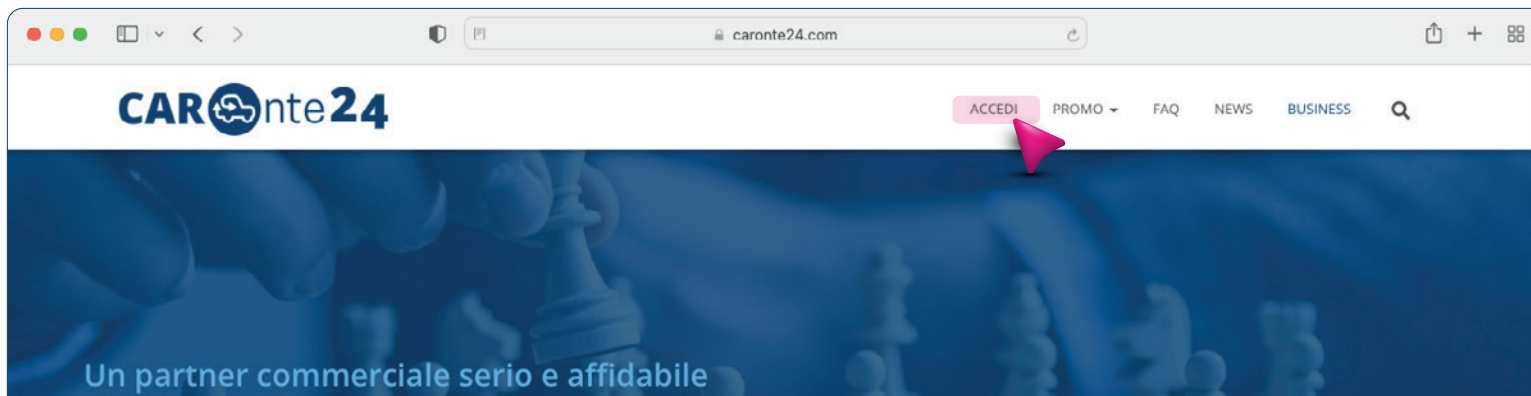 caronte24.com
CARonte24
ACCEDI PROMO FAQ NEWS BUSINESS
Un partner commerciale serio e affidabile